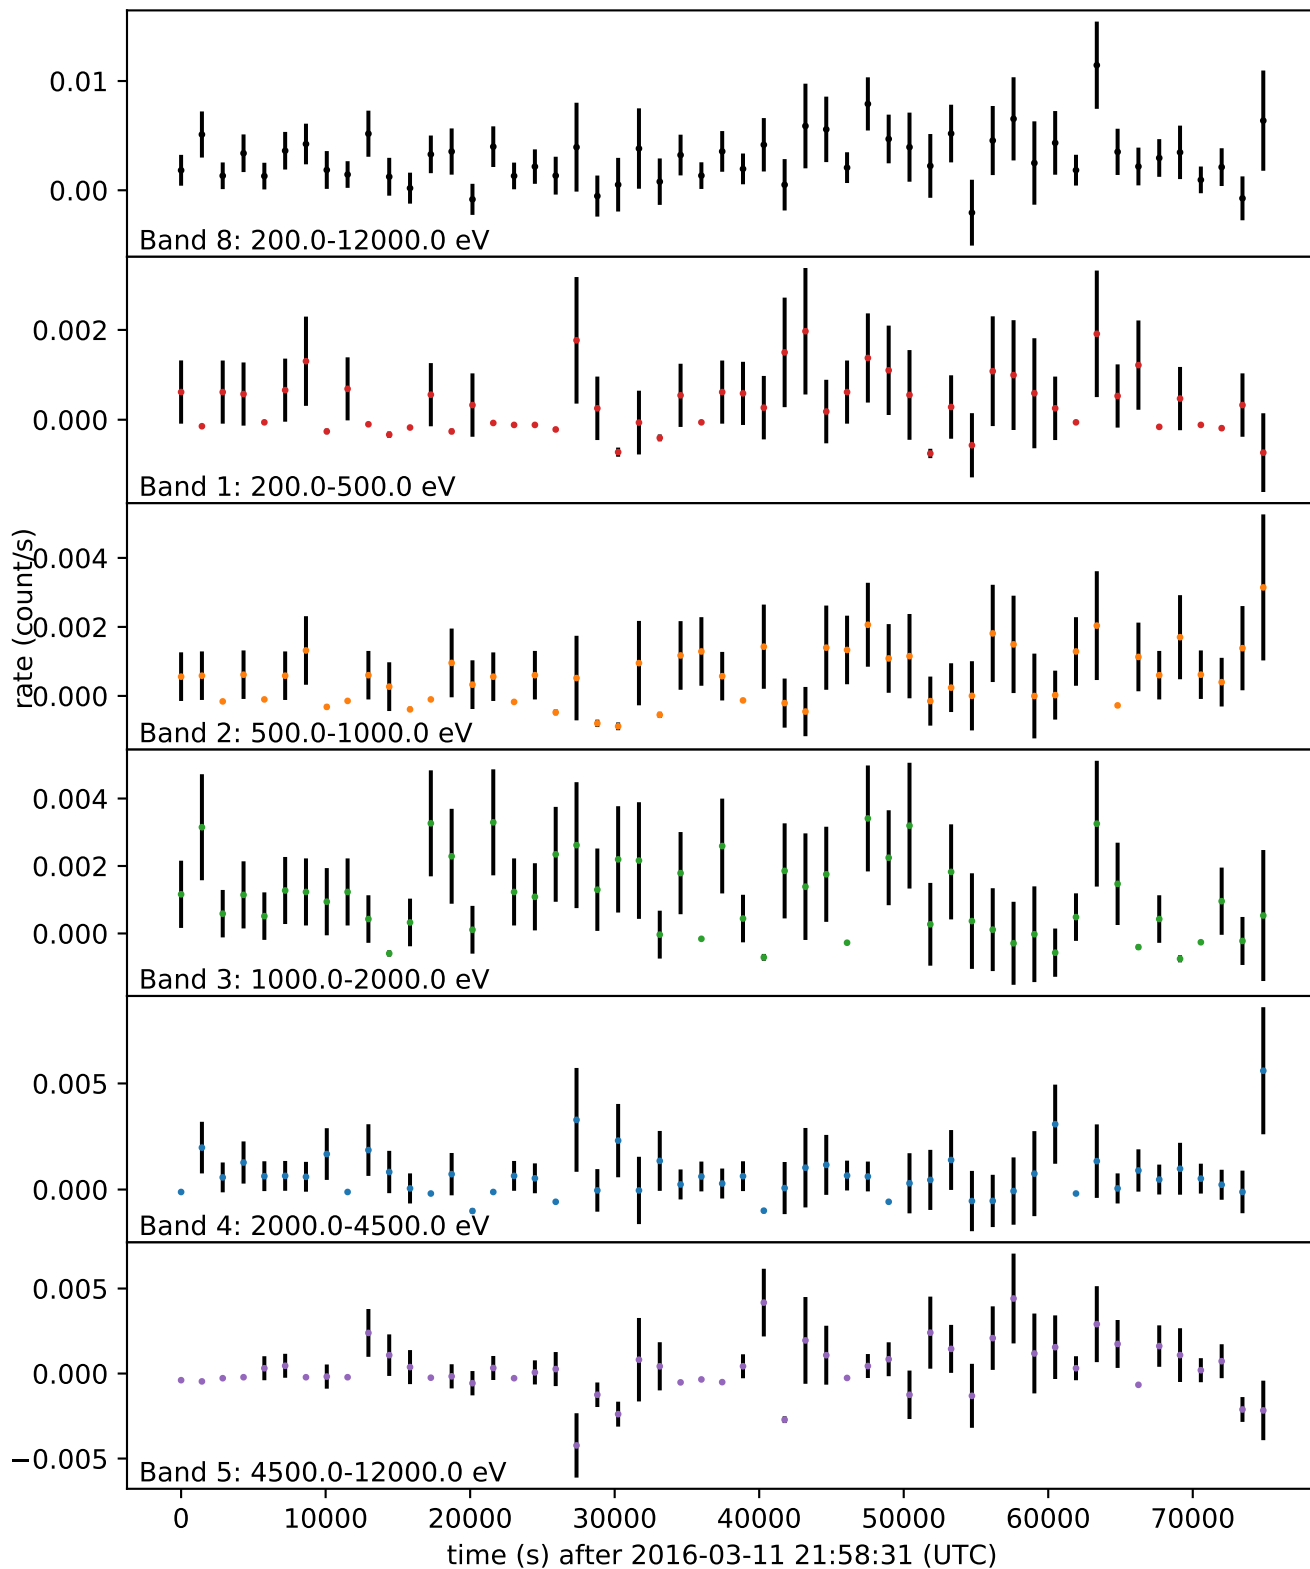 0.01
0.00
Band 8: 200.0-12000.0 eV
0.002
0.000
Band 1: 200.0-500.0 eV
rate (count/s)
0.004
0.002
0.000
Band 2: 500.0-1000.0 eV
0.004
0.002
0.000
Band 3: 1000.0-2000.0 eV
0.005
0.000
Band 4: 2000.0-4500.0 eV
0.005
0.000
−0.005
Band 5: 4500.0-12000.0 eV
0 10000 20000 30000 40000 50000 60000 70000
time (s) after 2016-03-11 21:58:31 (UTC)